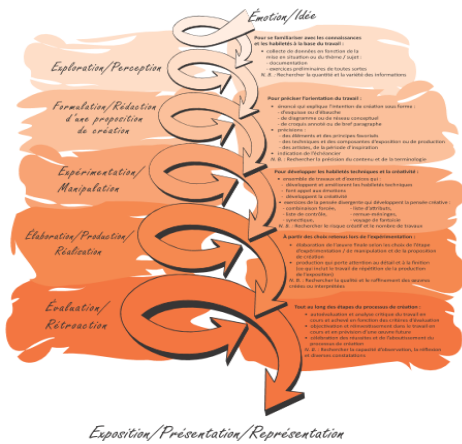 Émotion/Idée
Exploration/Perception
Pour se familiariser avec les connaissances
et les habiletés à la base du travail :
• collecte de données en fonction de la
mise en situation ou du thème / sujet :
- documentation
- exercices préliminaires de toutes sortes
N. B. : Rechercher la quantité et la variété des informations
Formulation/Rédaction
d'une proposition
de création
Pour préciser l'orientation du travail :
• énoncé qui explique l'intention de création sous forme :
- d'esquisse ou d'ébauche
- de diagramme ou de réseau conceptuel
- de croquis annoté ou de bref paragraphe
• précisions :
- des éléments et des principes favorisés
- des techniques et des composantes d'exposition ou de production
- des artistes, de la période d'inspiration
• indication de l'échéancier
N. B. : Rechercher la précision du contenu et de la terminologie
Expérimentation/
Manipulation
Pour développer les habiletés techniques et la créativité :
• ensemble de travaux et d'exercices qui :
- développent et améliorent les habiletés techniques
- font appel aux émotions
- développent la créativité
• exercices de la pensée divergente qui développent la pensée créative :
- combinaison forcée, - liste d'attributs,
- liste de contrôle, - remue-méninges,
- synectique, - voyage de fantaisie
N. B. : Rechercher le risque créatif et le nombre de travaux
Élaboration/Production/
Réalisation
À partir des choix retenus lors de l'expérimentation :
• élaboration de l'œuvre finale selon les choix de l'étape
d'expérimentation / de manipulation et de la proposition
de création
• production qui porte attention au détail et à la finition
(ce qui inclut le travail de répétition de la production
de l'exposition)
N. B. : Rechercher la qualité et le raffinement des œuvres
créées ou interprétées
Évaluation/
Rétroaction
Tout au long des étapes du processus de création :
• autoévaluation et analyse critique du travail en
cours et achevé en fonction des critères d'évaluation
• objectivation et réinvestissement dans le travail en
cours et en prévision d'une œuvre future
• célébration des réussites et de l'aboutissement du
processus de création
N. B. : Rechercher la capacité d'observation, la réflexion
et diverses constatations
Exposition/Présentation/Représentation